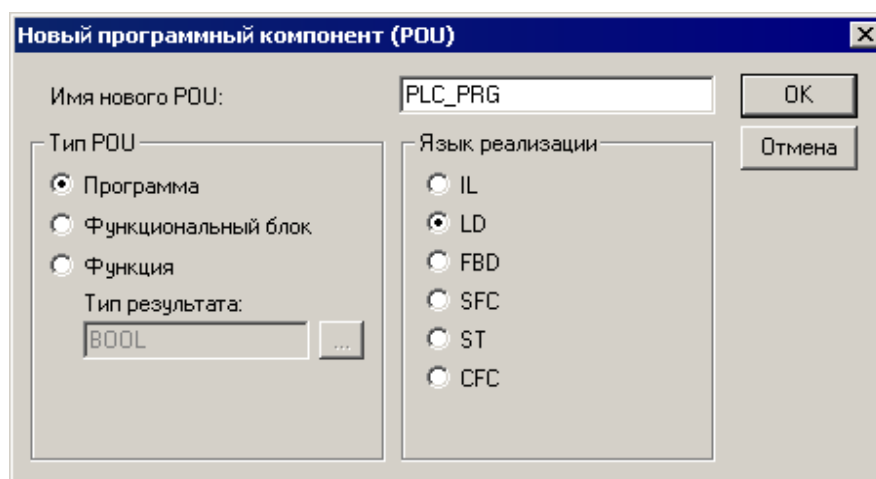 Новый программный компонент (POU)
Имя нового POU: PLC_PRG OK
Тип POU Язык реализации Отмена
Программа IL
Функциональный блок LD
Функция FBD
Тип результата: SFC
BOOL ... ST
CFC